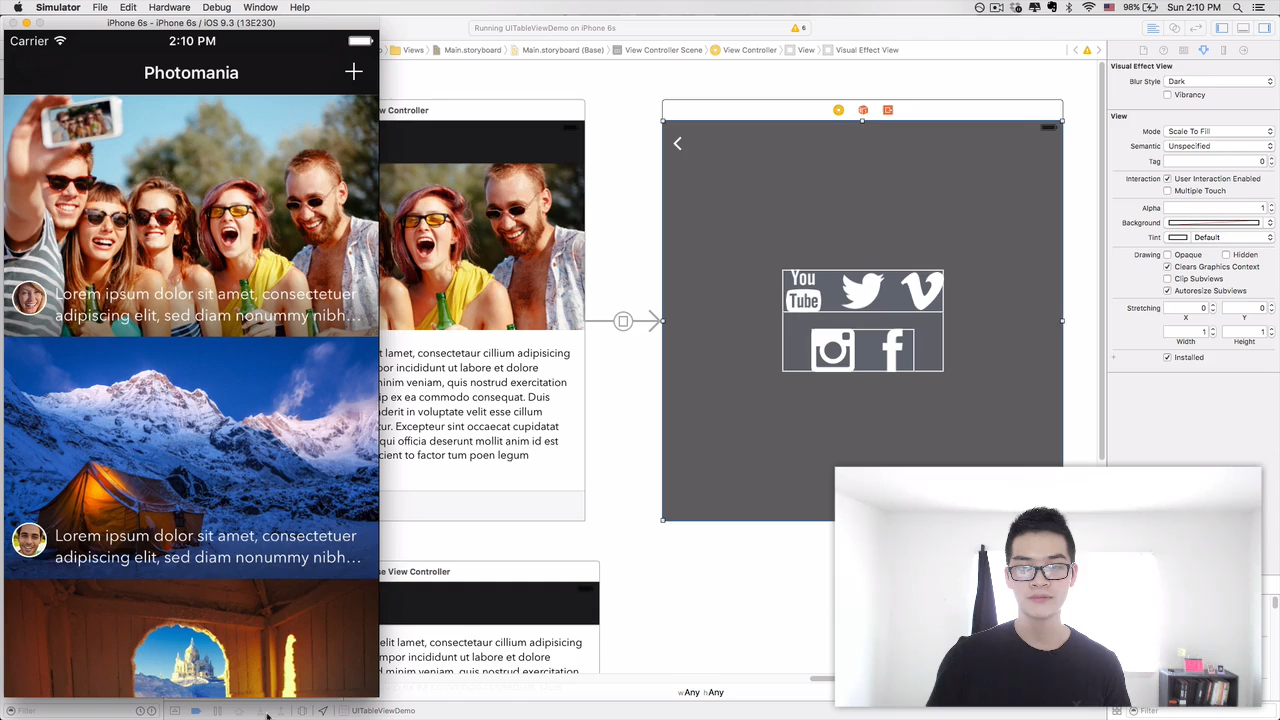 Simulator File Edit Hardware Debug Window Help
98% Sun 2:10 PM
iPhone 6s - iPhone 6s / iOS 9.3 (13E230)
Carrier 2:10 PM
Photomania
Lorem ipsum dolor sit amet, consectetuer
adipiscing elit, sed diam nonummy nibh…
Lorem ipsum dolor sit amet, consectetuer
adipiscing elit, sed diam nonummy nibh…
Running UITableViewDemo on iPhone 6s
6
Views Main.storyboard Main.storyboard (Base) View Controller Scene View Controller View Visual Effect View
w Controller
t lamet, consectetaur cillium adipisicing
or incididunt ut labore et dolore
inim veniam, quis nostrud exercitation
ip ex ea commodo consequat. Duis
aderit in voluptate velit esse cillum
tur. Excepteur sint occaecat cupidatat
qui officia deserunt mollit anim id est
cient to factor tum poen legum
You
Tube
se View Controller
elit lamet, consectetaur cillium adipisicing
mpor incididunt ut labore et dolore
d minim veniam, quis nostrud exercitation
wAny hAny
Filter
UITableViewDemo
Visual Effect View
Blur Style Dark
Vibrancy
View
Mode Scale To Fill
Semantic Unspecified
Tag 0
Interaction User Interaction Enabled
Multiple Touch
Alpha 1
Background
Tint Default
Drawing Opaque Hidden
Clears Graphics Context
Clip Subviews
Autoresize Subviews
Stretching 0 0
X Y
1 1
Width Height
+ Installed
Filter